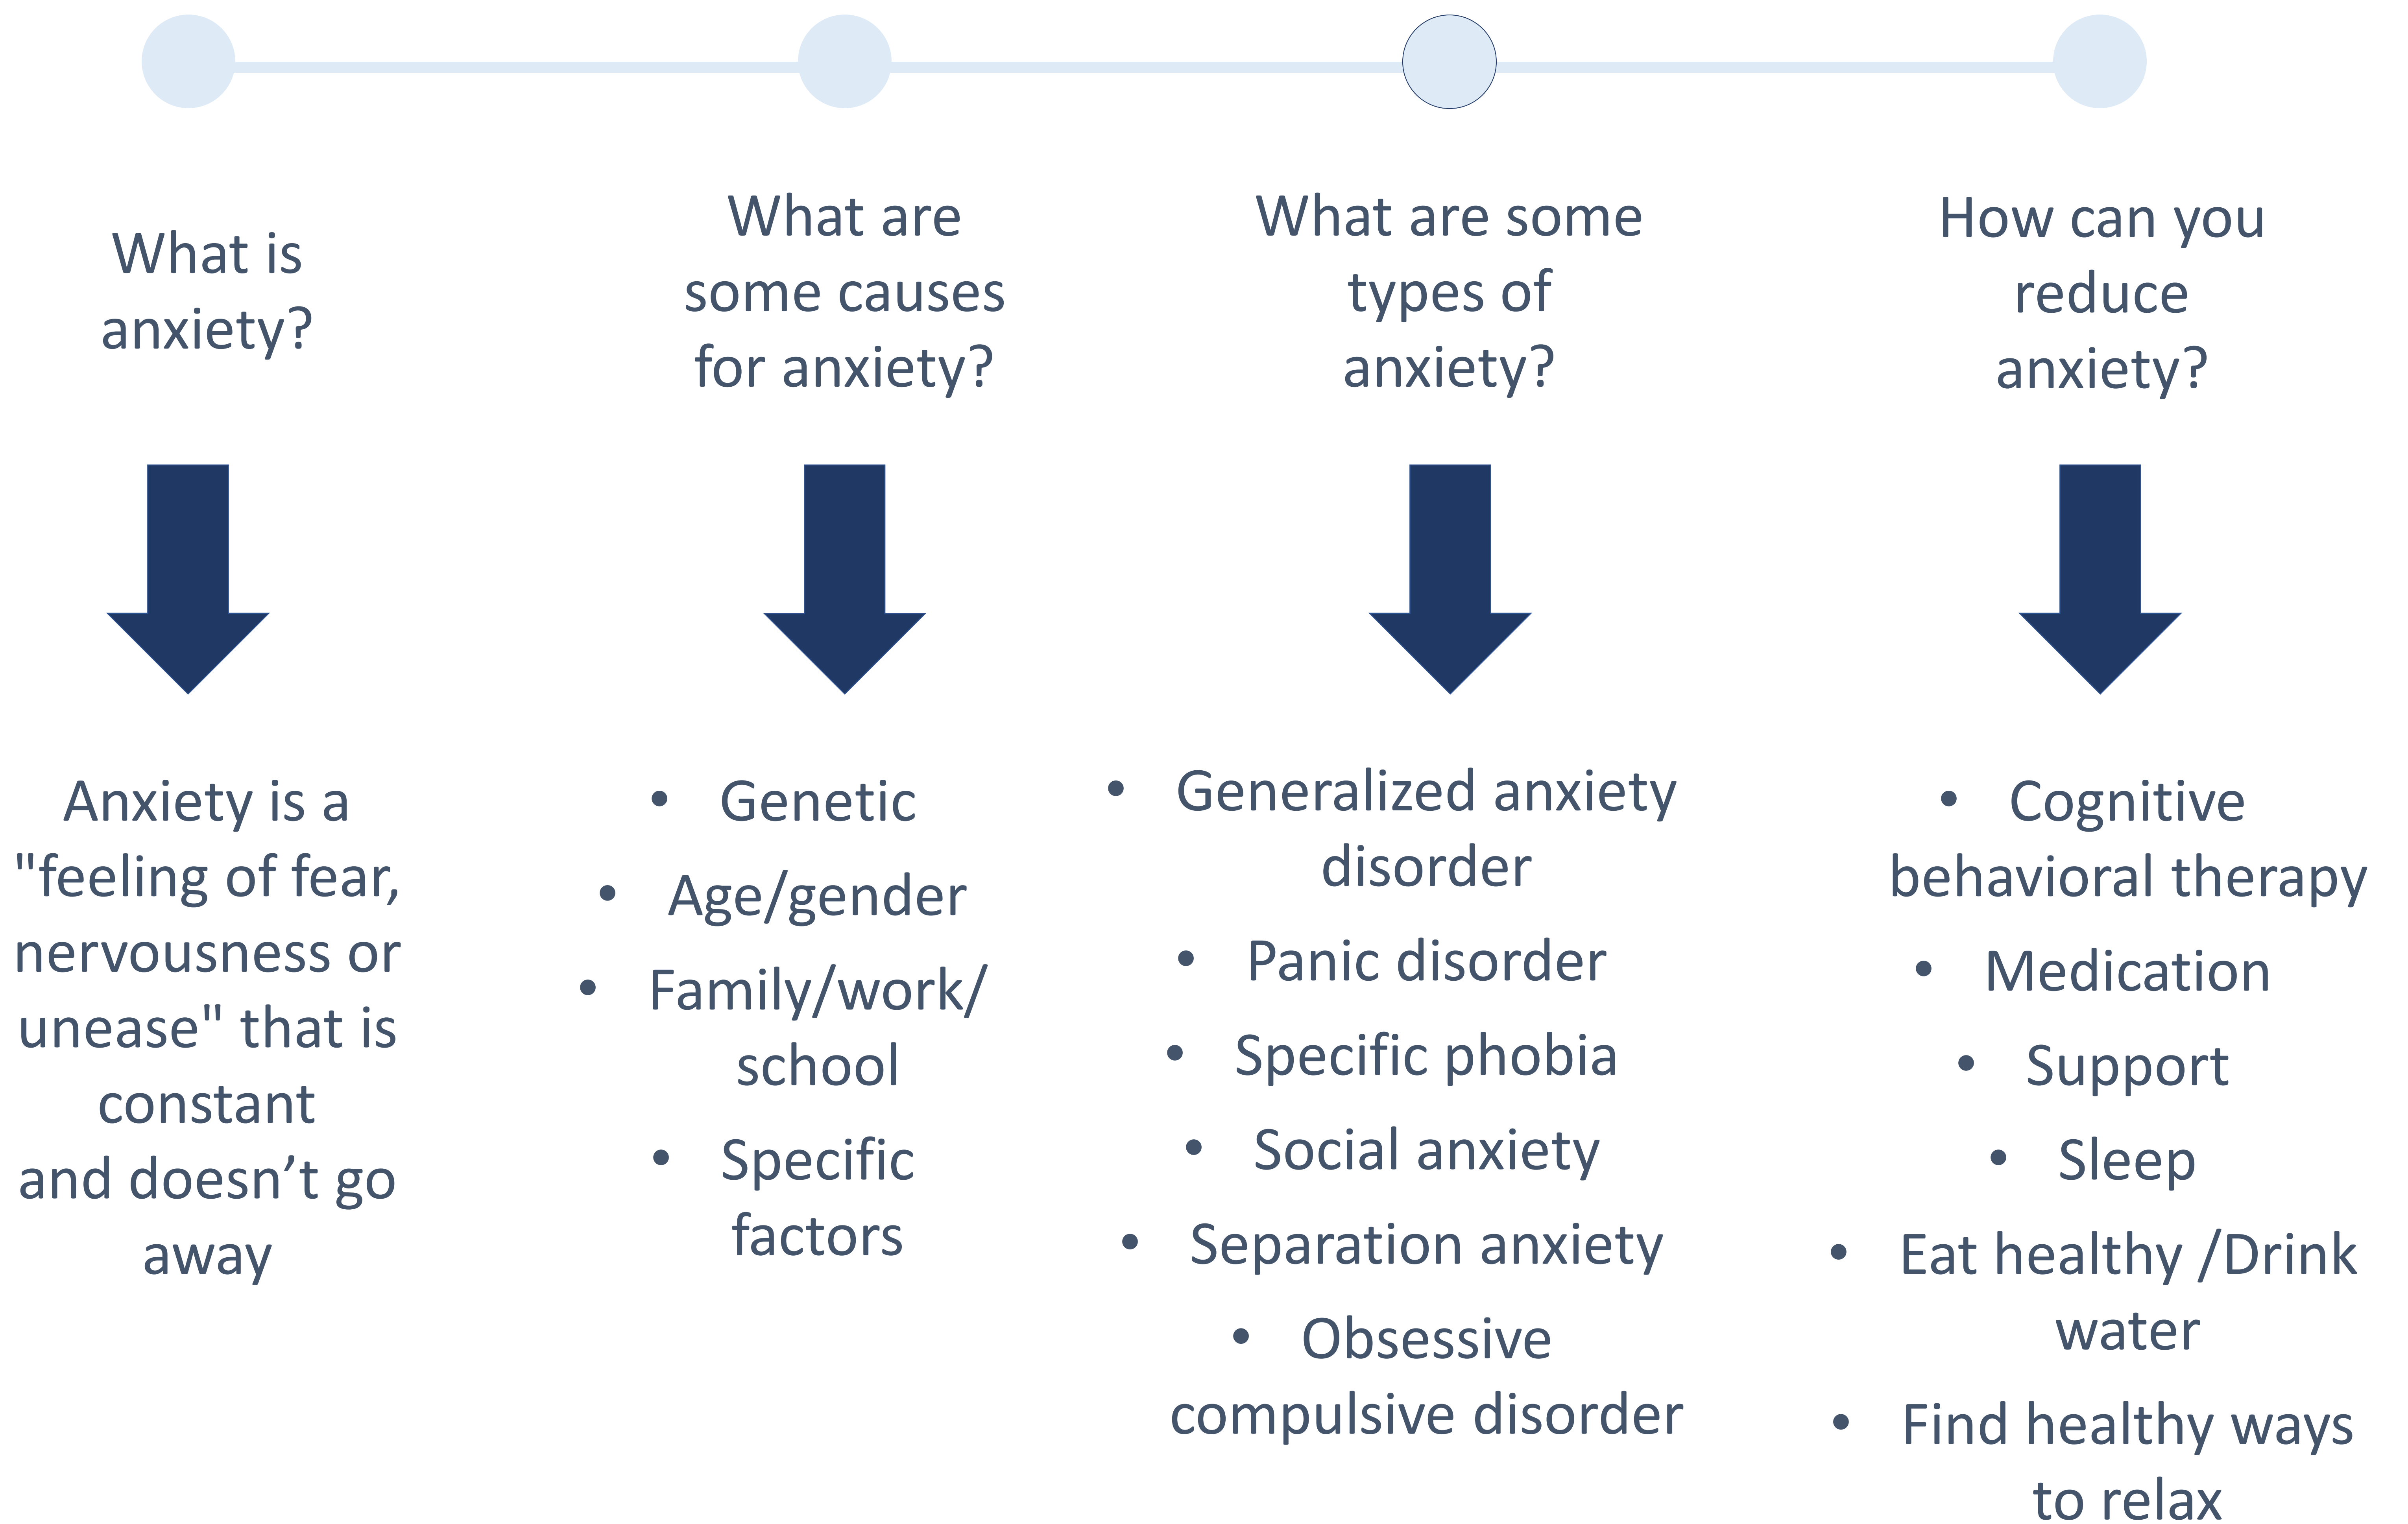 What is
anxiety?
Anxiety is a
"feeling of fear,
nervousness or
unease" that is
constant
and doesn’t go
away
What are
some causes
for anxiety?
• Genetic
• Age/gender
• Family/work/
school
• Specific
factors
What are some
types of
anxiety?
• Generalized anxiety
disorder
• Panic disorder
• Specific phobia
• Social anxiety
• Separation anxiety
• Obsessive
compulsive disorder
How can you
reduce
anxiety?
• Cognitive
behavioral therapy
• Medication
• Support
• Sleep
• Eat healthy /Drink
water
• Find healthy ways
to relax